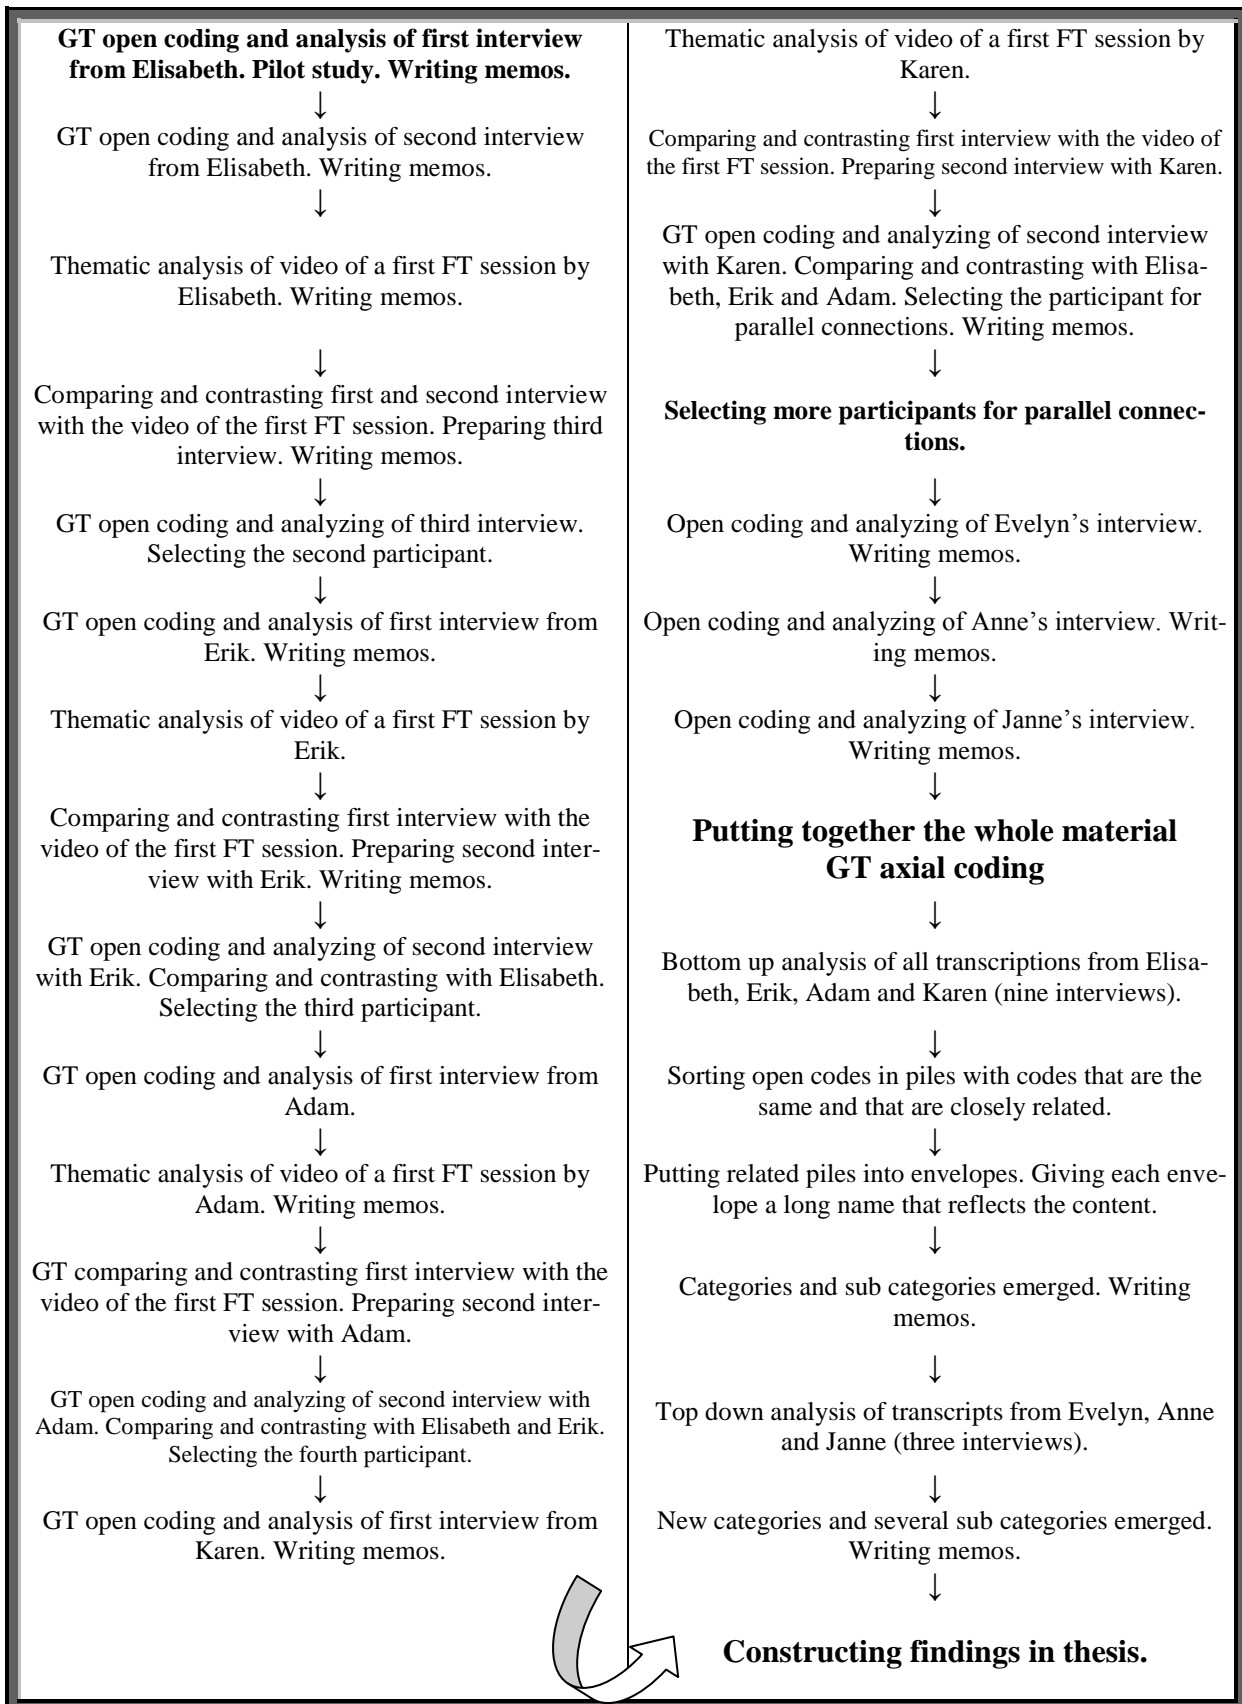 GT open coding and analysis of first interview
from Elisabeth. Pilot study. Writing memos.
↓
GT open coding and analysis of second interview
from Elisabeth. Writing memos.
↓
Thematic analysis of video of a first FT session by
Elisabeth. Writing memos.
↓
Comparing and contrasting first and second interview
with the video of the first FT session. Preparing third
interview. Writing memos.
↓
GT open coding and analyzing of third interview.
Selecting the second participant.
↓
GT open coding and analysis of first interview from
Erik. Writing memos.
↓
Thematic analysis of video of a first FT session by
Erik.
↓
Comparing and contrasting first interview with the
video of the first FT session. Preparing second inter-
view with Erik. Writing memos.
↓
GT open coding and analyzing of second interview
with Erik. Comparing and contrasting with Elisabeth.
Selecting the third participant.
↓
GT open coding and analysis of first interview from
Adam.
↓
Thematic analysis of video of a first FT session by
Adam. Writing memos.
↓
GT comparing and contrasting first interview with the
video of the first FT session. Preparing second inter-
view with Adam.
↓
GT open coding and analyzing of second interview with
Adam. Comparing and contrasting with Elisabeth and Erik.
Selecting the fourth participant.
↓
GT open coding and analysis of first interview from
Karen. Writing memos.
Thematic analysis of video of a first FT session by
Karen.
↓
Comparing and contrasting first interview with the video of
the first FT session. Preparing second interview with Karen.
↓
GT open coding and analyzing of second interview
with Karen. Comparing and contrasting with Elisa-
beth, Erik and Adam. Selecting the participant for
parallel connections. Writing memos.
↓
Selecting more participants for parallel connec-
tions.
↓
Open coding and analyzing of Evelyn’s interview.
Writing memos.
↓
Open coding and analyzing of Anne’s interview. Writ-
ing memos.
↓
Open coding and analyzing of Janne’s interview.
Writing memos.
↓
Putting together the whole material
GT axial coding
↓
Bottom up analysis of all transcriptions from Elisa-
beth, Erik, Adam and Karen (nine interviews).
↓
Sorting open codes in piles with codes that are the
same and that are closely related.
↓
Putting related piles into envelopes. Giving each enve-
lope a long name that reflects the content.
↓
Categories and sub categories emerged. Writing
memos.
↓
Top down analysis of transcripts from Evelyn, Anne
and Janne (three interviews).
↓
New categories and several sub categories emerged.
Writing memos.
↓
Constructing findings in thesis.